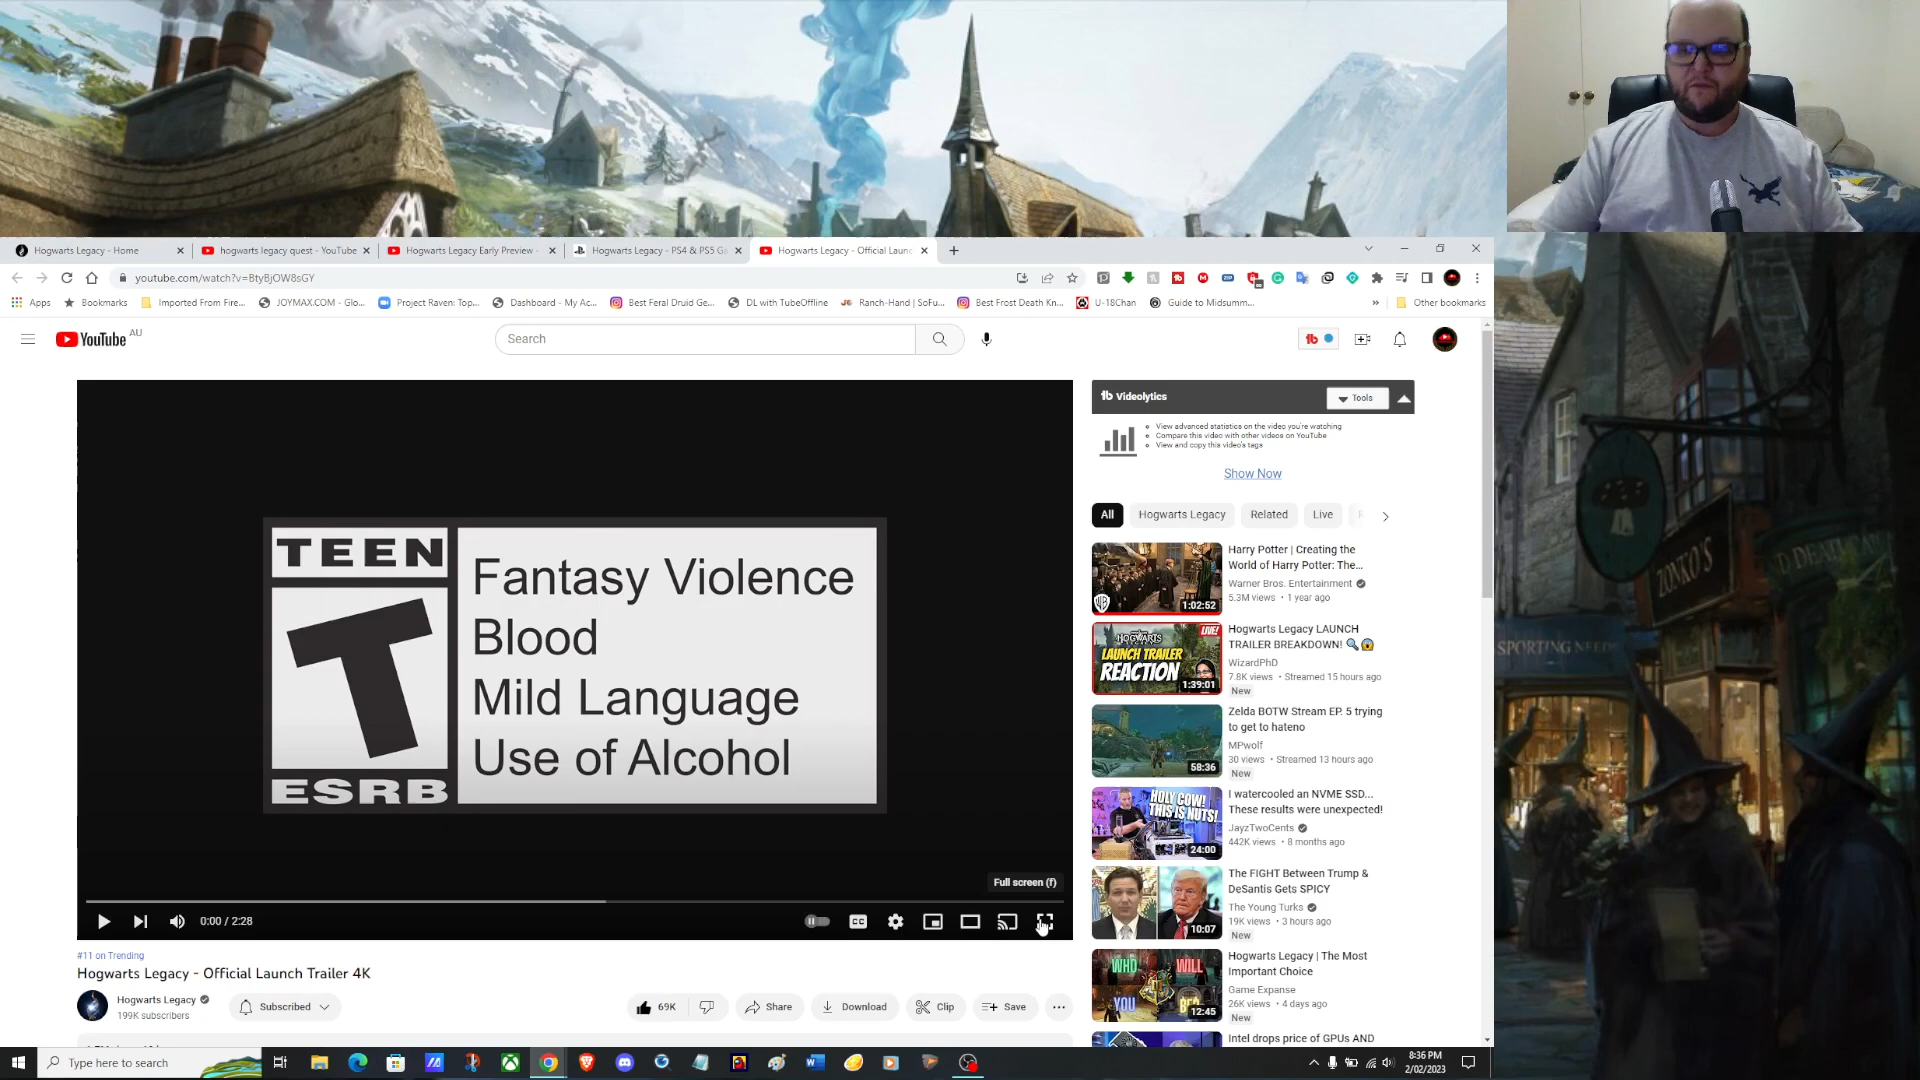 SPORTING NEEDS
ZONKO'S
Hogwarts Legacy - Home
hogwarts legacy quest - YouTube
Hogwarts Legacy Early Preview -
Hogwarts Legacy - PS4 & PS5 Ga
Hogwarts Legacy - Official Launc
youtube.com/watch?v=BtyBjOW8sGY
Apps
Bookmarks
Imported From Fire...
JOYMAX.COM - Glo...
Project Raven: Top...
Dashboard - My Ac...
Best Feral Druid Ge...
DL with TubeOffline
Ranch-Hand | SoFu...
Best Frost Death Kn...
U-18Chan
Guide to Midsumm...
»
Other bookmarks
YouTube AU
Search
tb
TEEN
T
ESRB
Fantasy Violence
Blood
Mild Language
Use of Alcohol
Full screen (f)
0:00 / 2:28
CC
#11 on Trending
Hogwarts Legacy - Official Launch Trailer 4K
Hogwarts Legacy
199K subscribers
Subscribed
69K
Share
Download
Clip
Save
tb Videolytics
Tools
View advanced statistics on the video you're watching
Compare this video with other videos on YouTube
View and copy this video's tags
Show Now
All
Hogwarts Legacy
Related
Live
1:02:52
Harry Potter | Creating the
World of Harry Potter: The...
Warner Bros. Entertainment
5.3M views • 1 year ago
HOGWARTS
LIVE!
LAUNCH
TRAILER
REACTION
1:39:01
Hogwarts Legacy LAUNCH
TRAILER BREAKDOWN! 🔍😱
WizardPhD
7.8K views • Streamed 15 hours ago
New
58:36
Zelda BOTW Stream EP. 5 trying
to get to hateno
MPwolf
30 views • Streamed 13 hours ago
New
HOLY COW!
THIS IS NUTS!
24:00
I watercooled an NVME SSD...
These results were unexpected!
JayzTwoCents
442K views • 8 months ago
10:07
The FIGHT Between Trump &
DeSantis Gets SPICY
The Young Turks
19K views • 3 hours ago
New
WHO
WILL
YOU
BE?
12:45
Hogwarts Legacy | The Most
Important Choice
Game Expanse
26K views • 4 days ago
New
Intel drops price of GPUs AND
Type here to search
8:36 PM
2/02/2023